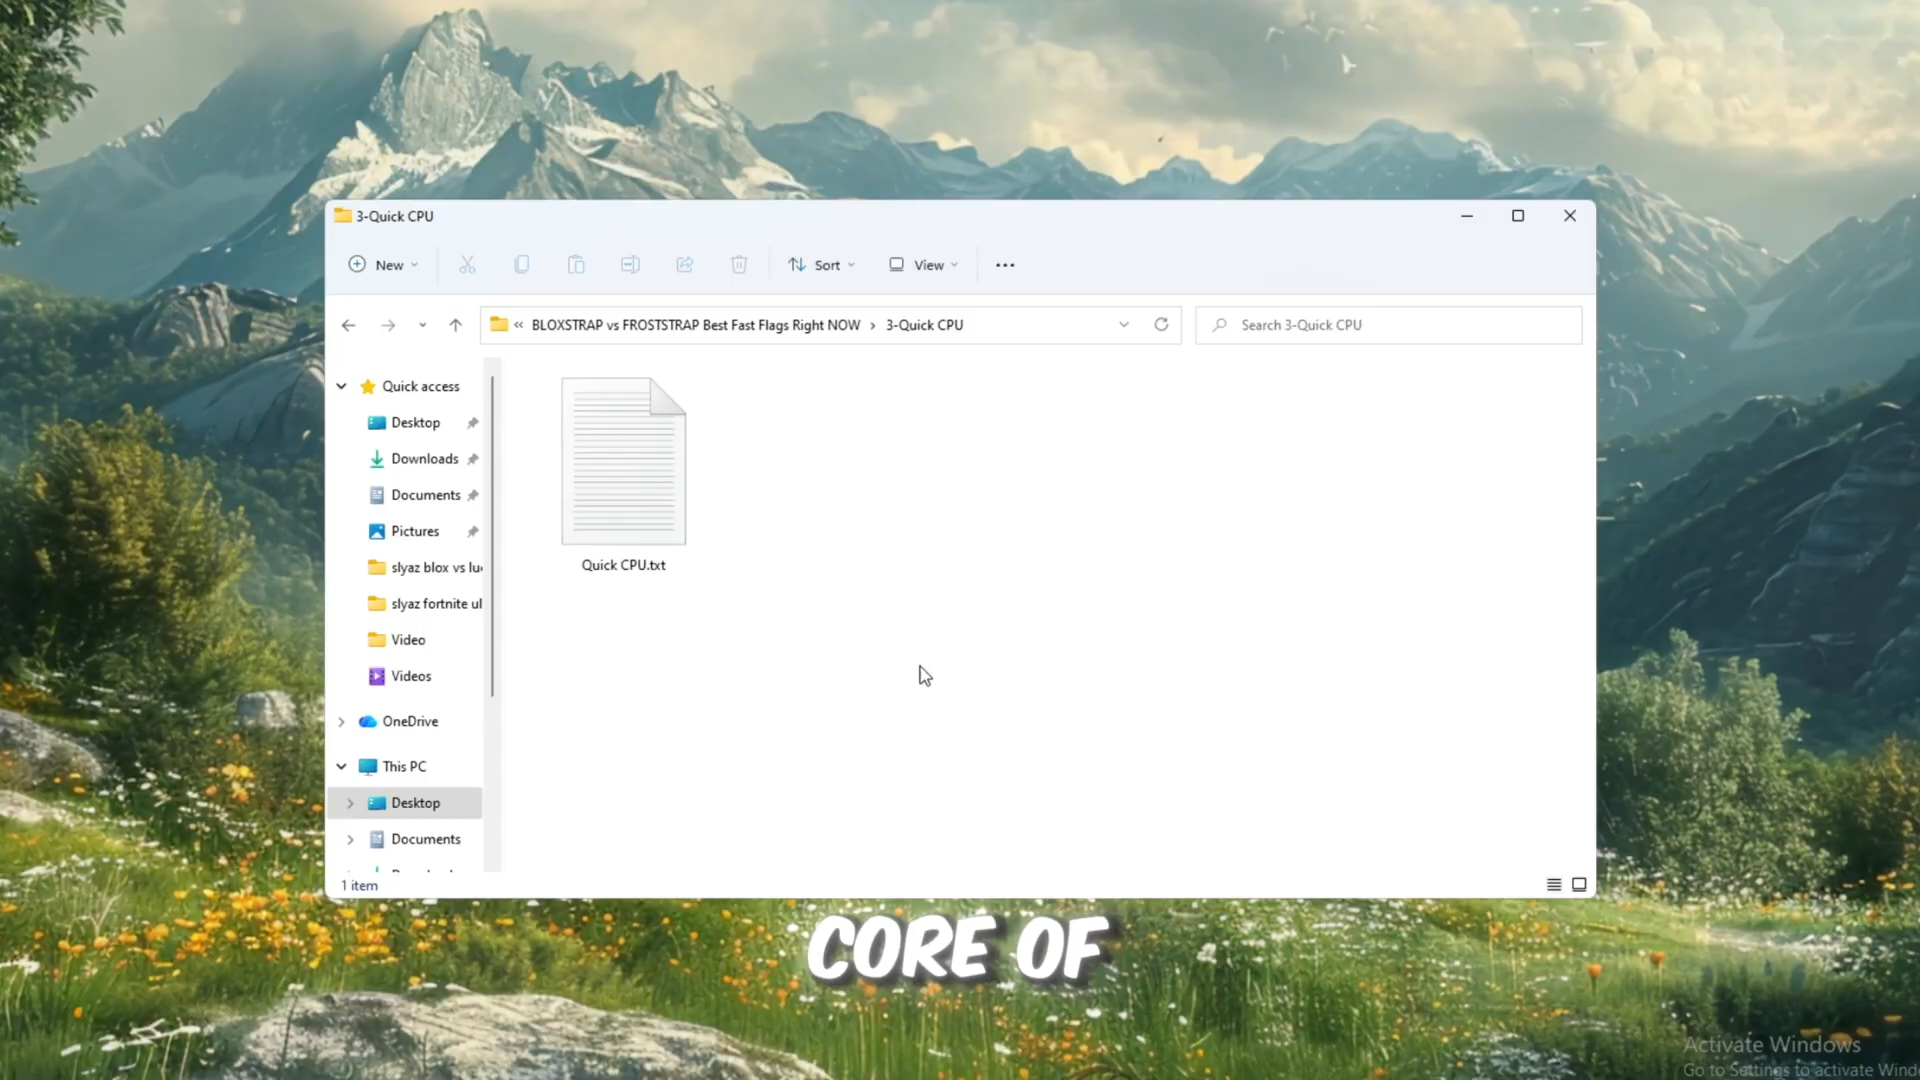 3-Quick CPU
New
Sort
View
« BLOXSTRAP vs FROSTSTRAP Best Fast Flags Right NOW > 3-Quick CPU
Search 3-Quick CPU
Quick access
Desktop
Downloads
Documents
Pictures
slyaz blox vs lu
slyaz fortnite ul
Video
Videos
OneDrive
This PC
Desktop
Documents
Quick CPU.txt
1 item
CORE OF
Activate Windows
Go to Settings to activate Wind